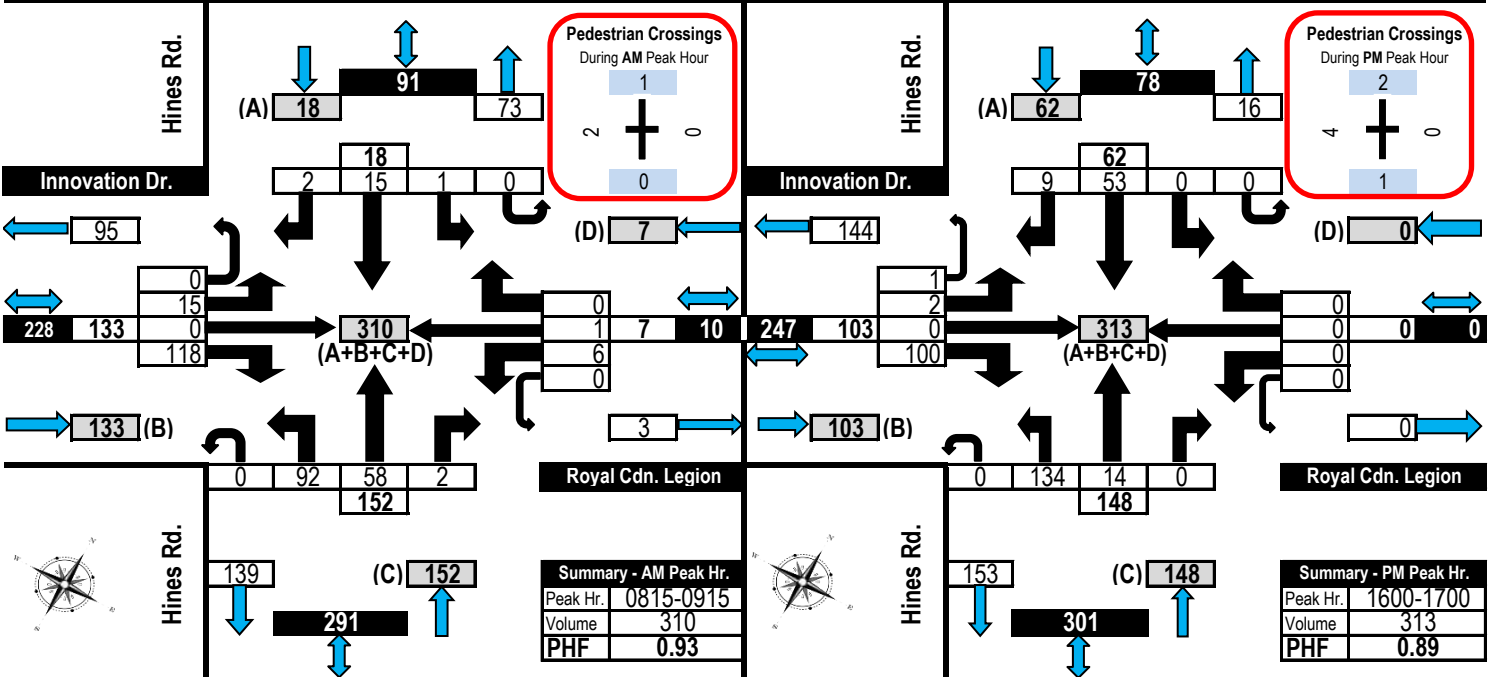 Hines Rd.
Pedestrian Crossings
During AM Peak Hour
1
2 0
0
91
(A) 18 73
18
2 15 1 0
Innovation Dr.
95
(D) 7
0
15
228 133 0
118
310
(A+B+C+D)
0
1 7 10
6
0
133 (B)
3
0 92 58 2
152
Royal Cdn. Legion
Hines Rd.
139
(C) 152
291
N
W
E
S
Summary - AM Peak Hr.
Peak Hr. 0815-0915
Volume 310
PHF 0.93
Hines Rd.
Pedestrian Crossings
During PM Peak Hour
2
4 0
1
78
(A) 62 16
62
9 53 0 0
Innovation Dr.
144
(D) 0
1
2
247 103 0
100
313
(A+B+C+D)
0
0 0 0
0
0
103 (B)
0
0 134 14 0
148
Royal Cdn. Legion
Hines Rd.
153
(C) 148
301
N
W
E
S
Summary - PM Peak Hr.
Peak Hr. 1600-1700
Volume 313
PHF 0.89